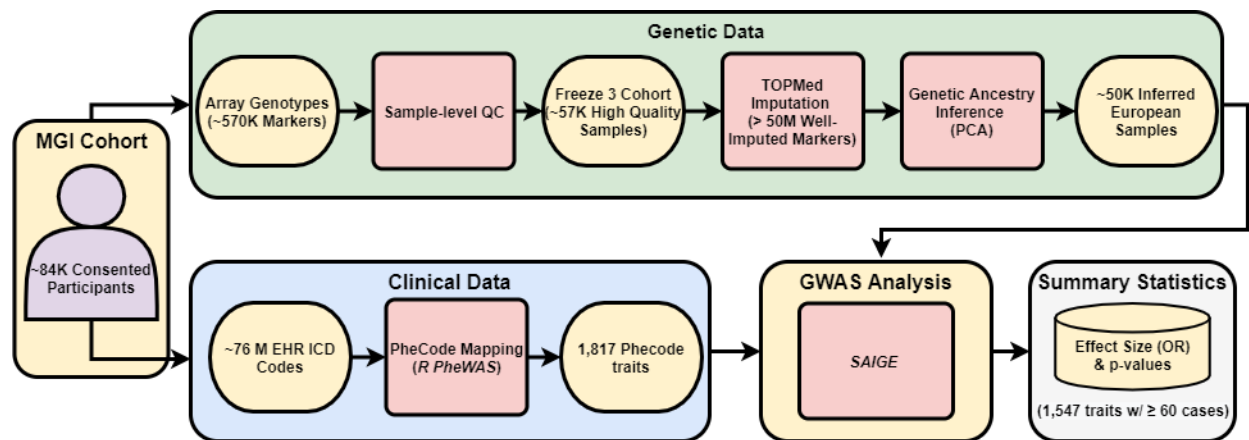 Genetic Data
Array Genotypes
(~570K Markers)
Sample-level QC
Freeze 3 Cohort
(~57K High Quality
Samples)
TOPMed
Imputation
(> 50M Well-
Imputed Markers)
Genetic Ancestry
Inference
(PCA)
~50K Inferred
European
Samples
MGI Cohort
~84K Consented
Participants
Clinical Data
~76 M EHR ICD
Codes
PheCode Mapping
(R PheWAS)
1,817 Phecode
traits
GWAS Analysis
SAIGE
Summary Statistics
Effect Size (OR)
& p-values
(1,547 traits w/ ≥ 60 cases)